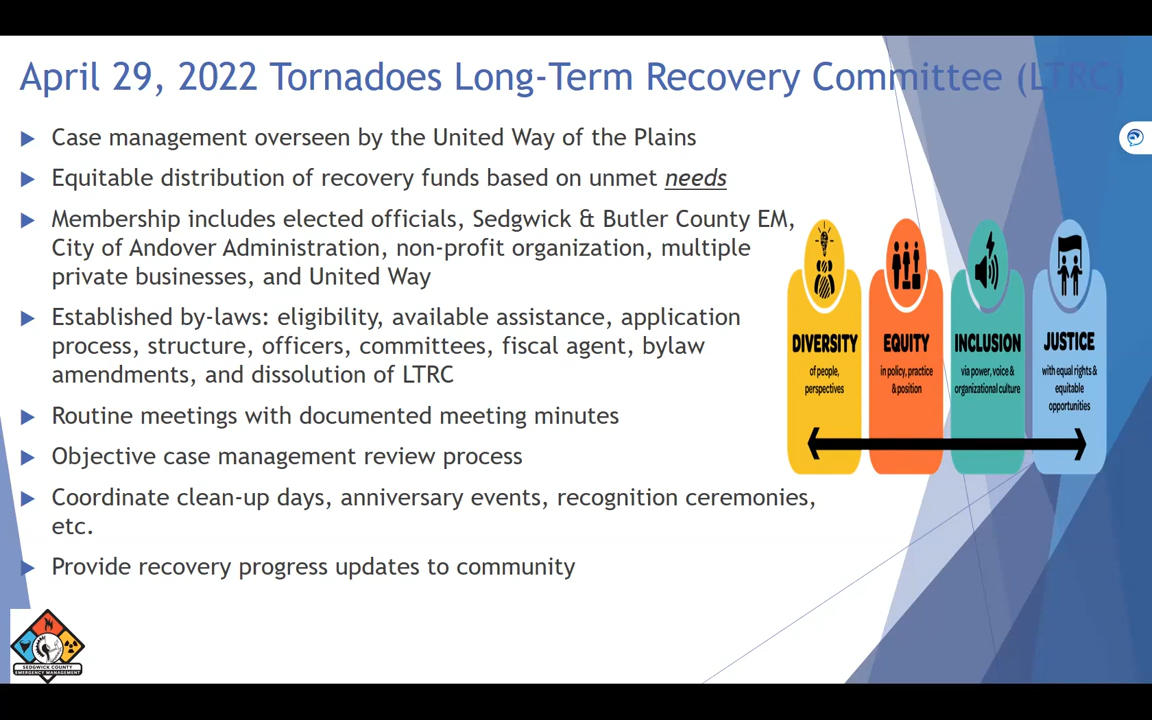 April 29, 2022 Tornadoes Long-Term Recovery Committee (LTRC)
Case management overseen by the United Way of the Plains
Equitable distribution of recovery funds based on unmet needs
Membership includes elected officials, Sedgwick & Butler County EM,
City of Andover Administration, non-profit organization, multiple
private businesses, and United Way
Established by-laws: eligibility, available assistance, application
process, structure, officers, committees, fiscal agent, bylaw
amendments, and dissolution of LTRC
Routine meetings with documented meeting minutes
Objective case management review process
Coordinate clean-up days, anniversary events, recognition ceremonies,
etc.
Provide recovery progress updates to community
DIVERSITY
of people,
perspectives
EQUITY
in policy, practice
& position
INCLUSION
via power, voice &
organizational culture
JUSTICE
with equal rights &
equitable
opportunities
SEDGWICK COUNTY
EMERGENCY MANAGEMENT